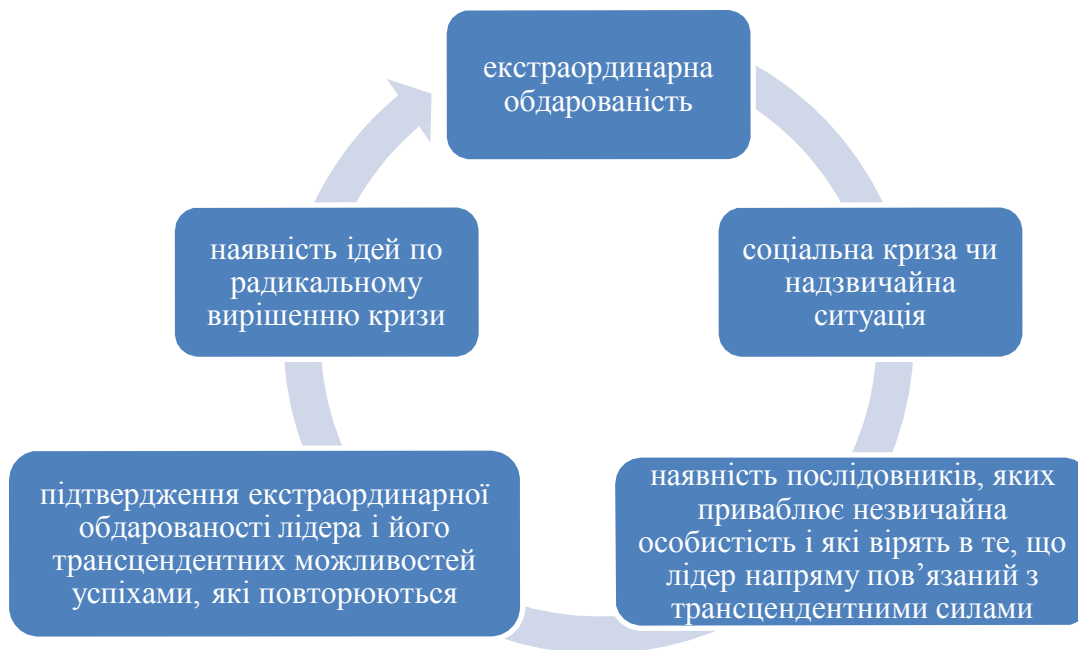 екстраординарна
обдарованість
соціальна криза чи
надзвичайна
ситуація
наявність послідовників, яких
приваблює незвичайна
особистість і які вірять в те, що
лідер напряму пов’язаний з
трансцендентними силами
підтвердження екстраординарної
обдарованості лідера і його
трансцендентних можливостей
успіхами, які повторюються
наявність ідей по
радикальному
вирішенню кризи